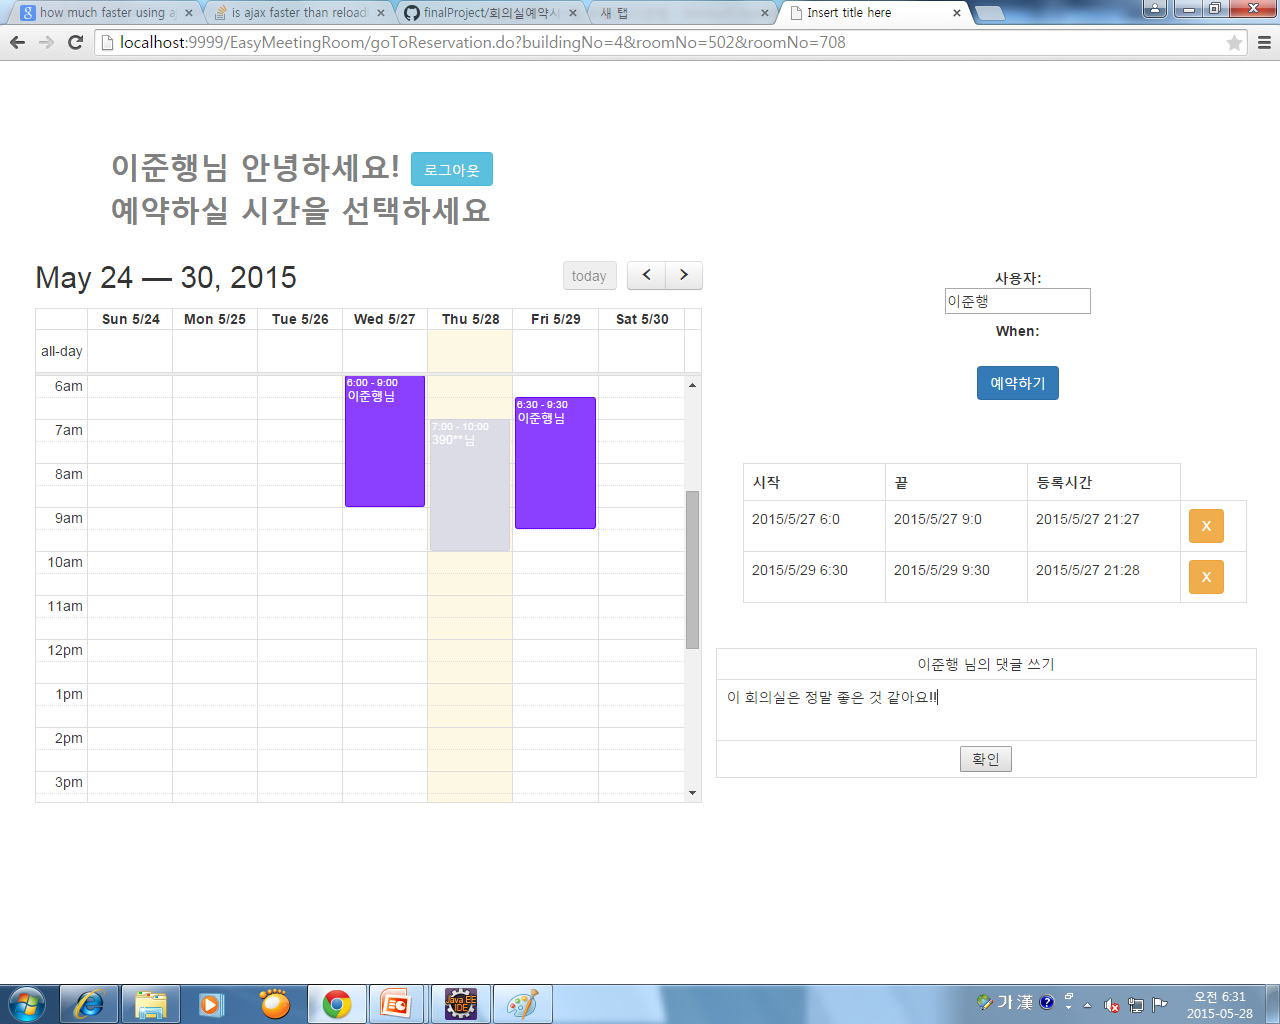 how much faster using a
is ajax faster than reload
finalProject/회의실예약시
새 탭
Insert title here
localhost:9999/EasyMeetingRoom/goToReservation.do?buildingNo=4&roomNo=502&roomNo=708
이준행님 안녕하세요! 로그아웃
예약하실 시간을 선택하세요
May 24 — 30, 2015
today
Sun 5/24 Mon 5/25 Tue 5/26 Wed 5/27 Thu 5/28 Fri 5/29 Sat 5/30
all-day
6am
7am
8am
9am
10am
11am
12pm
1pm
2pm
3pm
6:00 - 9:00
이준행님
7:00 - 10:00
390**님
6:30 - 9:30
이준행님
사용자:
이준행
When:
예약하기
시작 끝 등록시간
2015/5/27 6:0 2015/5/27 9:0 2015/5/27 21:27 X
2015/5/29 6:30 2015/5/29 9:30 2015/5/27 21:28 X
이준행 님의 댓글 쓰기
이 회의실은 정말 좋은 것 같아요!!
확인
Java EE
IDE
가 漢
오전 6:31
2015-05-28